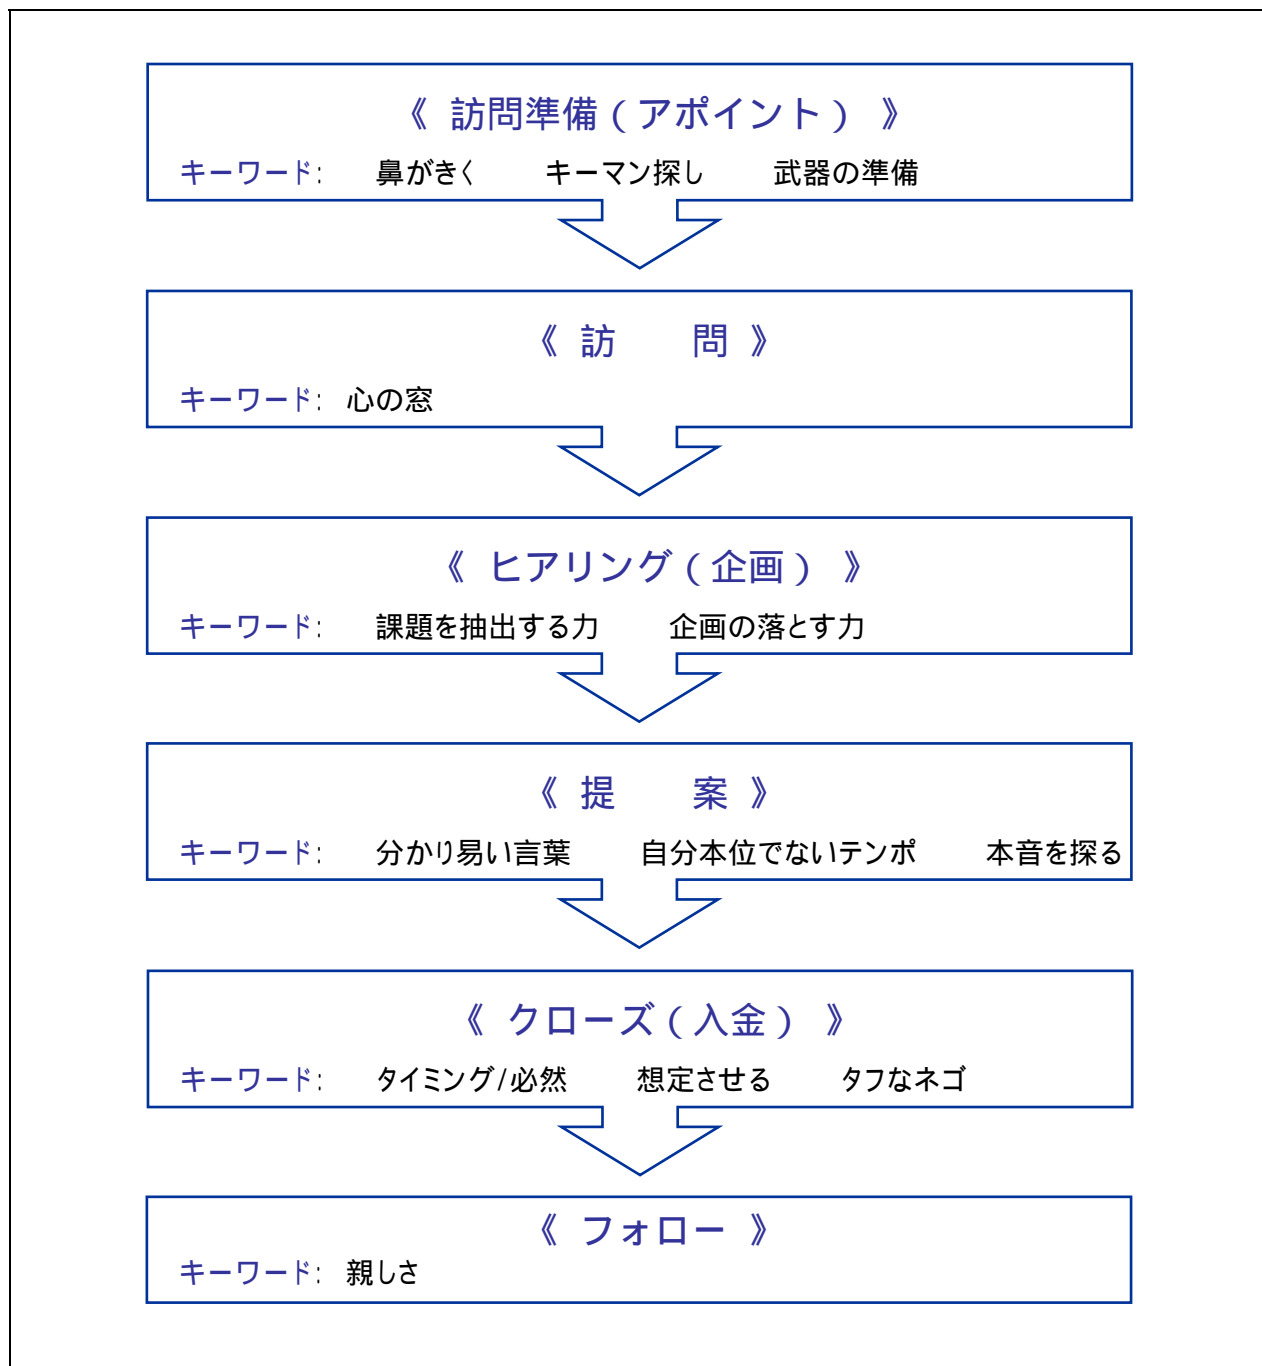 《 訪問準備(アポイント) 》
キーワード: 鼻がきく キーマン探し 武器の準備
《 訪 問 》
キーワード: 心の窓
《 ヒアリング(企画) 》
キーワード: 課題を抽出する力 企画の落とす力
《 提 案 》
キーワード: 分かり易い言葉 自分本位でないテンポ 本音を探る
《 クローズ(入金) 》
キーワード: タイミング/必然 想定させる タフなネゴ
《 フォロー 》
キーワード: 親しさ